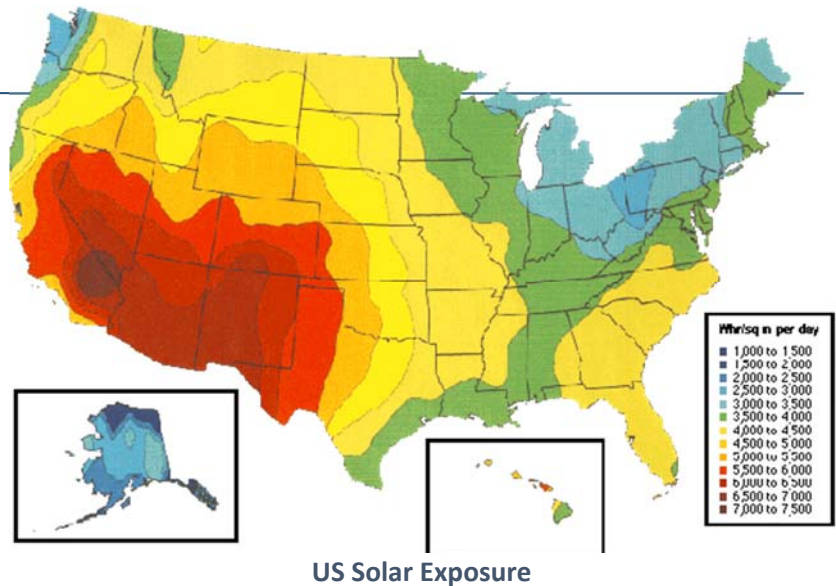 Whr/sq m per day
1,000 to 1,500
1,500 to 2,000
2,000 to 2,500
2,500 to 3,000
3,000 to 3,500
3,500 to 4,000
4,000 to 4,500
4,500 to 5,000
5,000 to 5,500
5,500 to 6,000
6,000 to 6,500
6,500 to 7,000
7,000 to 7,500
US Solar Exposure